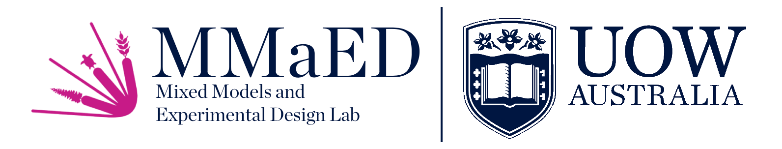 MMaED
Mixed Models and
Experimental Design Lab
UOW
AUSTRALIA